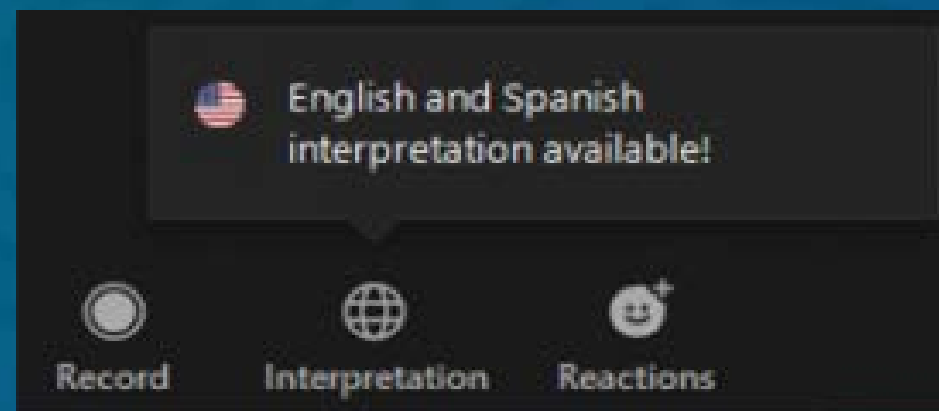 English and Spanish
interpretation available!
Record
Interpretation
Reactions